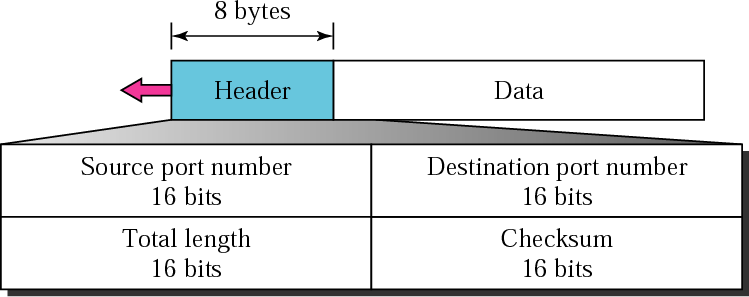 8 bytes
Header
Data
Source port number
16 bits
Destination port number
16 bits
Total length
16 bits
Checksum
16 bits